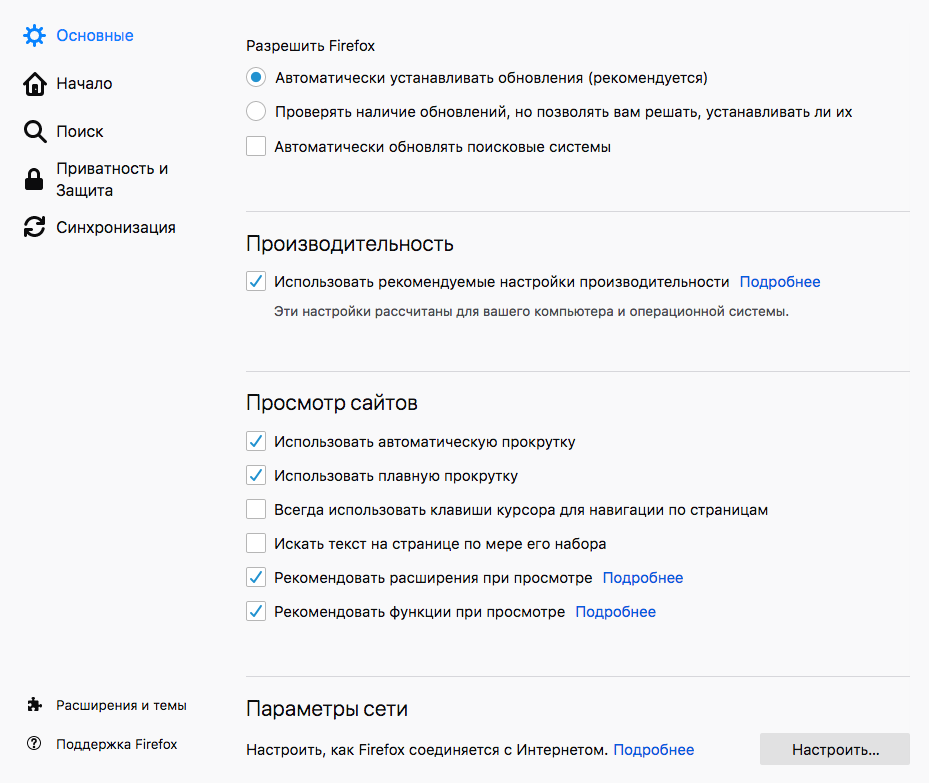 Основные
Начало
Поиск
Приватность и
Защита
Синхронизация
Расширения и темы
Поддержка Firefox
Разрешить Firefox
Автоматически устанавливать обновления (рекомендуется)
Проверять наличие обновлений, но позволять вам решать, устанавливать ли их
Автоматически обновлять поисковые системы
Производительность
Использовать рекомендуемые настройки производительности Подробнее
Эти настройки рассчитаны для вашего компьютера и операционной системы.
Просмотр сайтов
Использовать автоматическую прокрутку
Использовать плавную прокрутку
Всегда использовать клавиши курсора для навигации по страницам
Искать текст на странице по мере его набора
Рекомендовать расширения при просмотре Подробнее
Рекомендовать функции при просмотре Подробнее
Параметры сети
Настроить, как Firefox соединяется с Интернетом. Подробнее
Настроить...